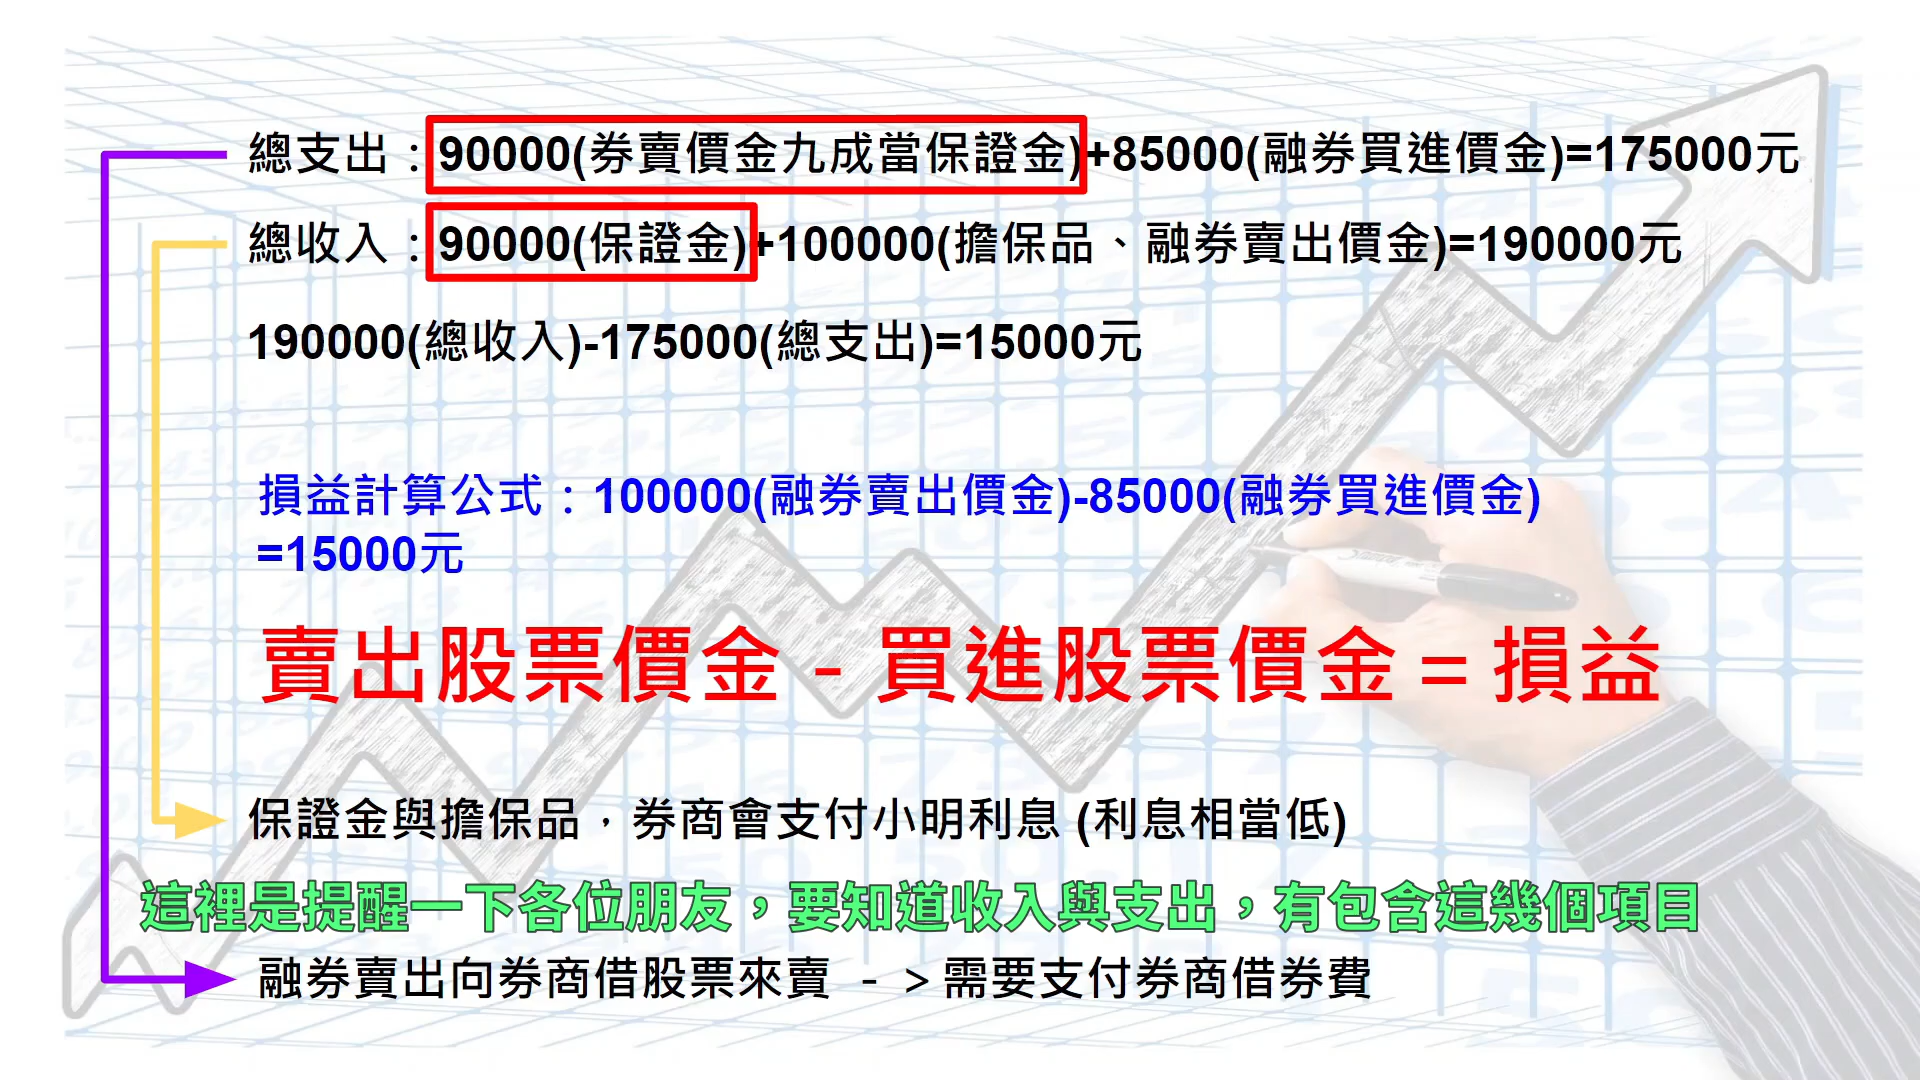 總支出：90000(券賣價金九成當保證金)+85000(融券買進價金)=175000元
總收入：90000(保證金)+100000(擔保品、融券賣出價金)=190000元
190000(總收入)-175000(總支出)=15000元
損益計算公式：100000(融券賣出價金)-85000(融券買進價金)
=15000元
賣出股票價金 - 買進股票價金 = 損益
保證金與擔保品，券商會支付小明利息 (利息相當低)
這裡是提醒一下各位朋友，要知道收入與支出，有包含這幾個項目
融券賣出向券商借股票來賣 - > 需要支付券商借券費